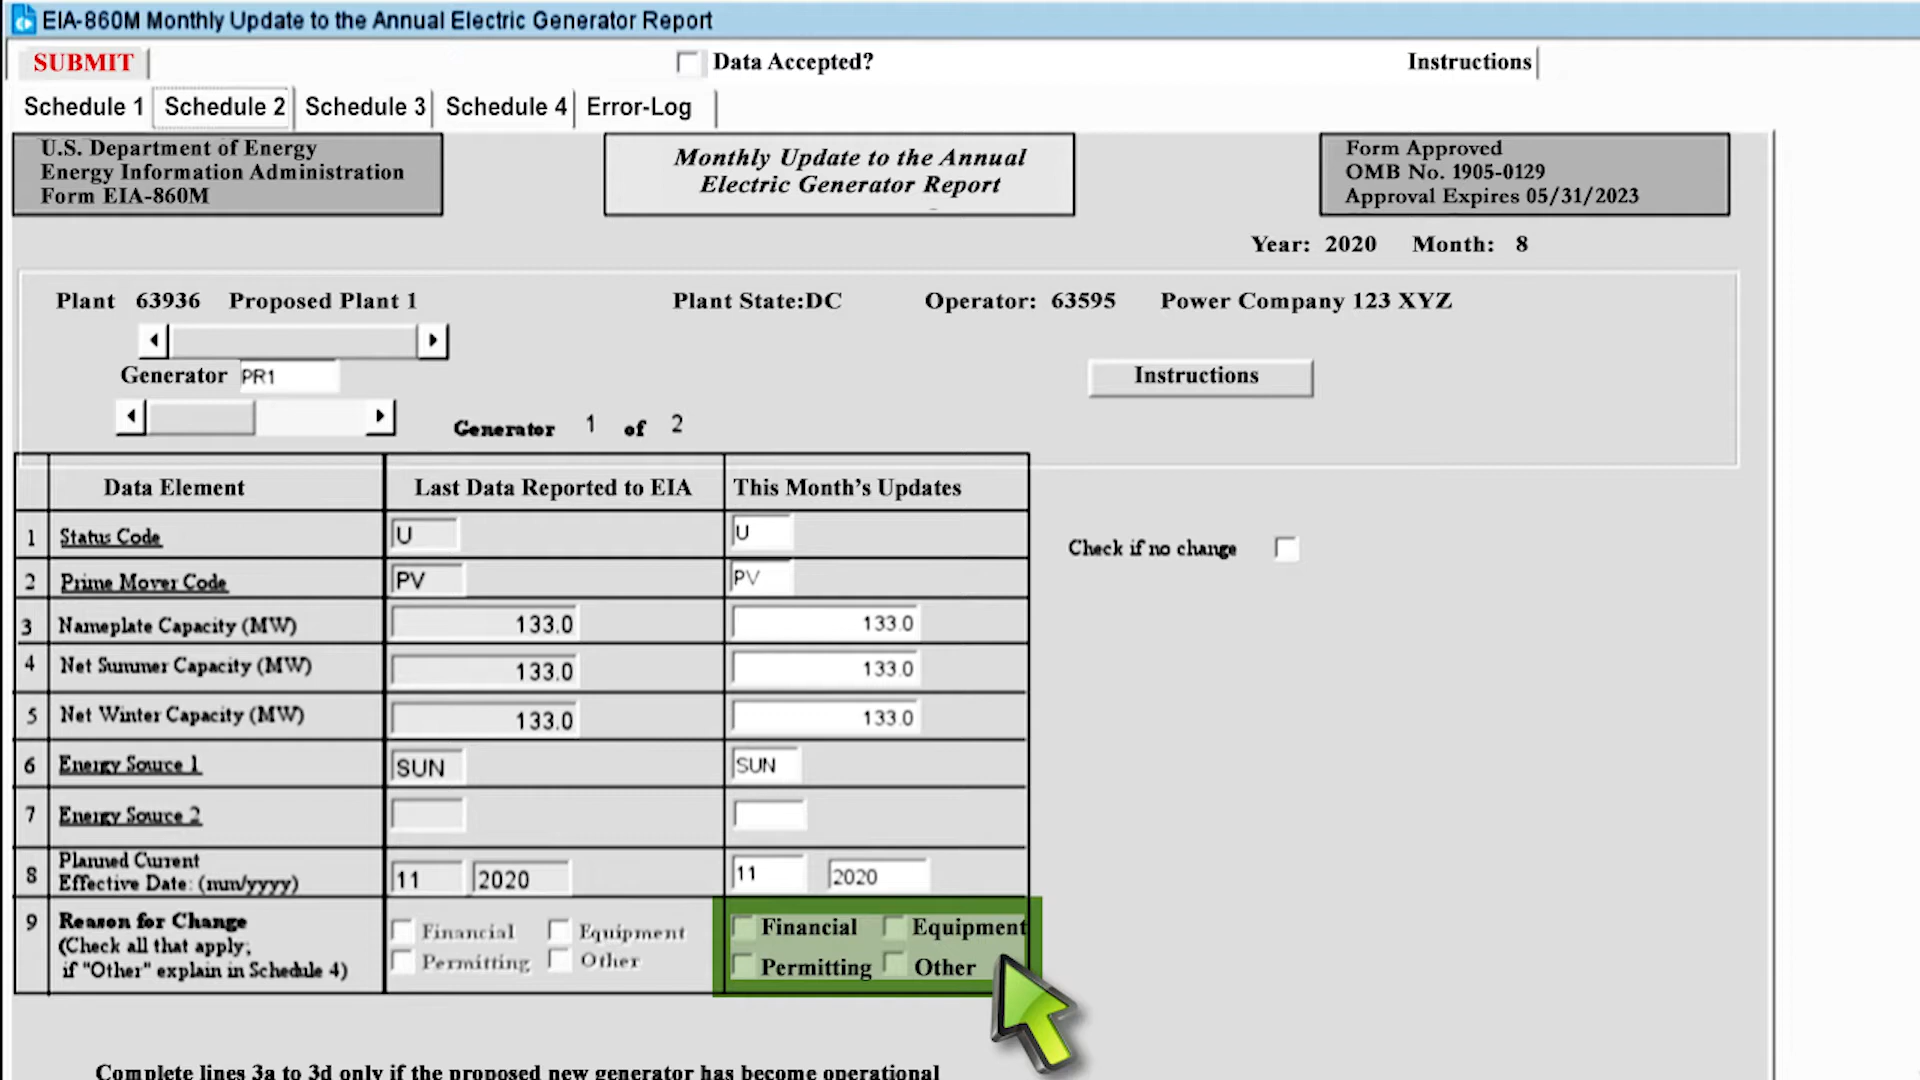 EIA-860M Monthly Update to the Annual Electric Generator Report
SUBMIT Data Accepted? Instructions
Schedule 1 Schedule 2 Schedule 3 Schedule 4 Error-Log
U.S. Department of Energy
Energy Information Administration
Form EIA-860M
Monthly Update to the Annual
Electric Generator Report
Form Approved
OMB No. 1905-0129
Approval Expires 05/31/2023
Year: 2020 Month: 8
Plant 63936 Proposed Plant 1 Plant State:DC Operator: 63595 Power Company 123 XYZ
Generator PR1 Instructions
Generator 1 of 2
Data Element Last Data Reported to EIA This Month's Updates
1 Status Code U U Check if no change
2 Prime Mover Code PV PV
3 Nameplate Capacity (MW) 133.0 133.0
4 Net Summer Capacity (MW) 133.0 133.0
5 Net Winter Capacity (MW) 133.0 133.0
6 Energy Source 1 SUN SUN
7 Energy Source 2
8 Planned Current
Effective Date: (mm/yyyy) 11 2020 11 2020
9 Reason for Change
(Check all that apply;
if "Other" explain in Schedule 4)
Financial Equipment
Permitting Other
Financial Equipment
Permitting Other
Complete lines 3a to 3d only if the proposed new generator has become operational